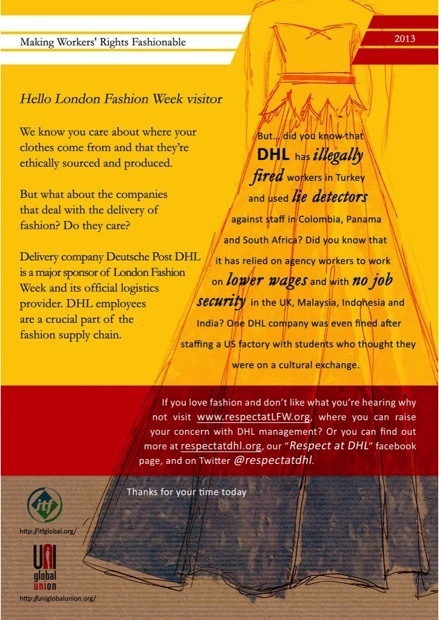 Making Workers' Rights Fashionable
2013
Hello London Fashion Week visitor
We know you care about where your
clothes come from and that they're
ethically sourced and produced.
But what about the companies
that deal with the delivery of
fashion? Do they care?
Delivery company Deutsche Post DHL
is a major sponsor of London Fashion
Week and its official logistics
provider. DHL employees
are a crucial part of the
fashion supply chain.
But... did you know that
DHL has illegally
fired workers in Turkey
and used lie detectors
against staff in Colombia, Panama
and South Africa? Did you know that
it has relied on agency workers to work
on lower wages and with no job
security in the UK, Malaysia, Indonesia and
India? One DHL company was even fined after
staffing a US factory with students who thought they
were on a cultural exchange.
If you love fashion and don't like what you're hearing why
not visit www.respectatLFW.org, where you can raise
your concern with DHL management? Or you can find out
more at respectatdhl.org, our "Respect at DHL" facebook
page, and on Twitter @respectatdhl.
Thanks for your time today
itf
http://itfglobal.org/
UNI
global
union
http://uniglobalunion.org/